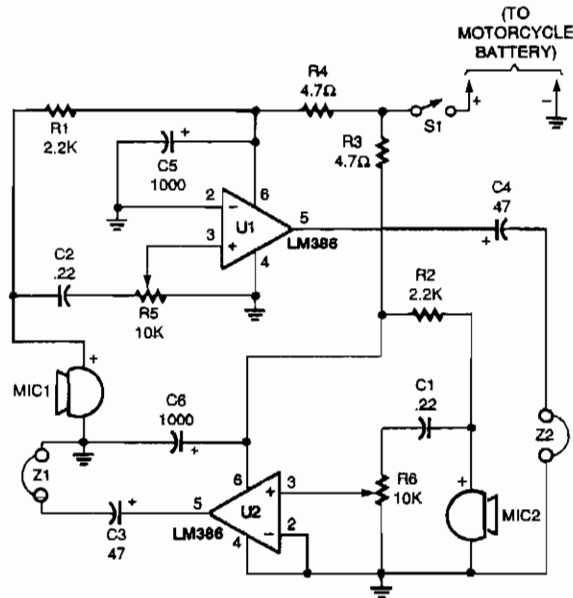 (TO
MOTORCYCLE
BATTERY)
R4
4.7Ω
+
−
S1
R1
2.2K
R3
4.7Ω
C5
1000
+
6
2
−
U1
5
LM386
3
+
4
C4
47
+
C2
.22
R5
10K
R2
2.2K
MIC1
+
C6
1000
+
C1
.22
Z1
Z2
6
+
3
R6
10K
+
5
U2
2
−
MIC2
+
C3
47
LM386
4